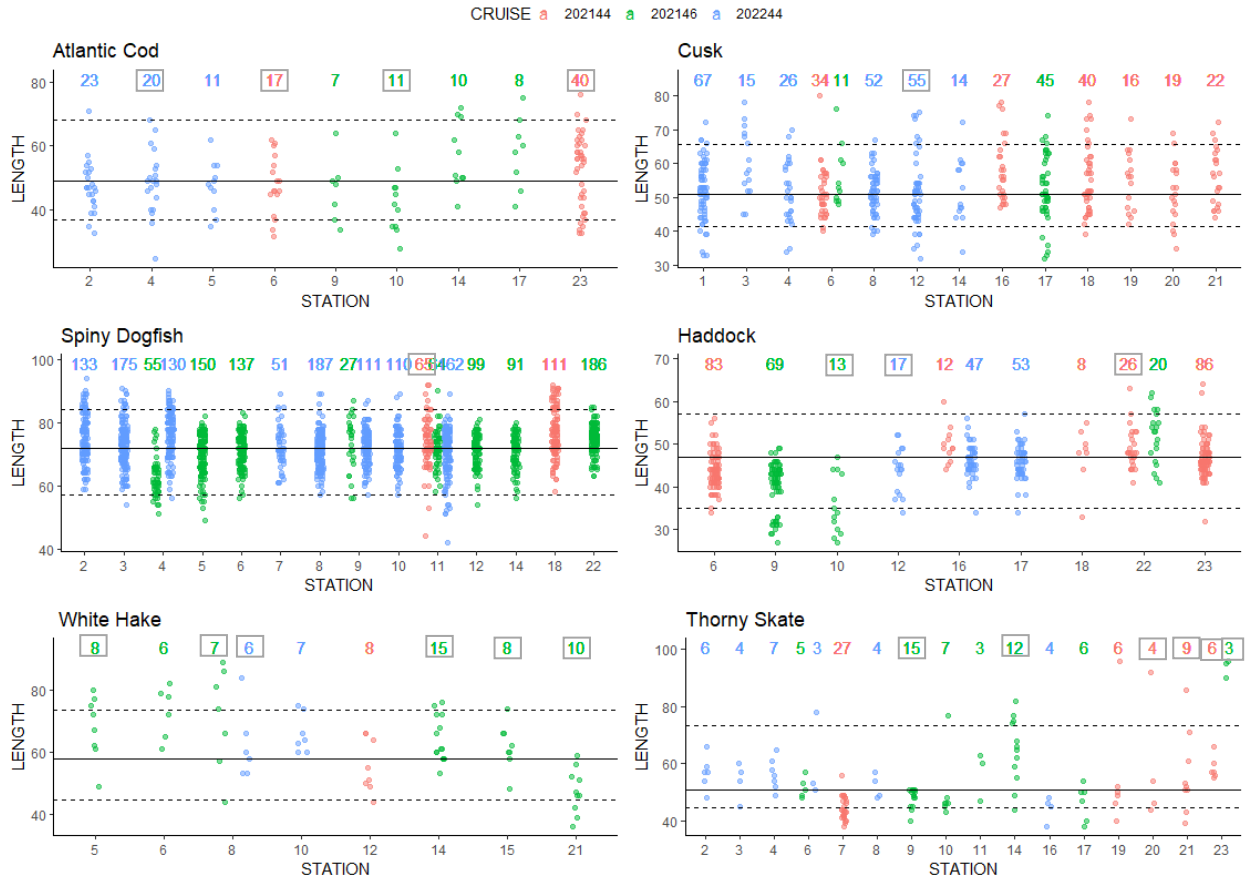 CRUISE a 202144 a 202146 a 202244
Atlantic Cod
23 20 11 17 7 11 10 8 40
80
60
40
LENGTH
2 4 5 6 9 10 14 17 23
STATION
Cusk
67 15 26 34 11 52 55 14 27 45 40 16 19 22
80
70
60
50
40
30
LENGTH
1 3 4 6 8 12 14 16 17 18 19 20 21
STATION
Spiny Dogfish
133 175 55 130 150 137 51 187 27 111 110 65 64 62 99 91 111 186
100
80
60
40
LENGTH
2 3 4 5 6 7 8 9 10 11 12 14 18 22
STATION
Haddock
83 69 13 17 12 47 53 8 26 20 86
70
60
50
40
30
LENGTH
6 9 10 12 16 17 18 22 23
STATION
White Hake
8 6 7 6 7 8 15 8 10
80
60
40
LENGTH
5 6 8 10 12 14 15 21
STATION
Thorny Skate
6 4 7 5 3 27 4 15 7 3 12 4 6 6 4 9 6 3
100
80
60
40
LENGTH
2 3 4 6 7 8 9 10 11 14 16 17 19 20 21 23
STATION